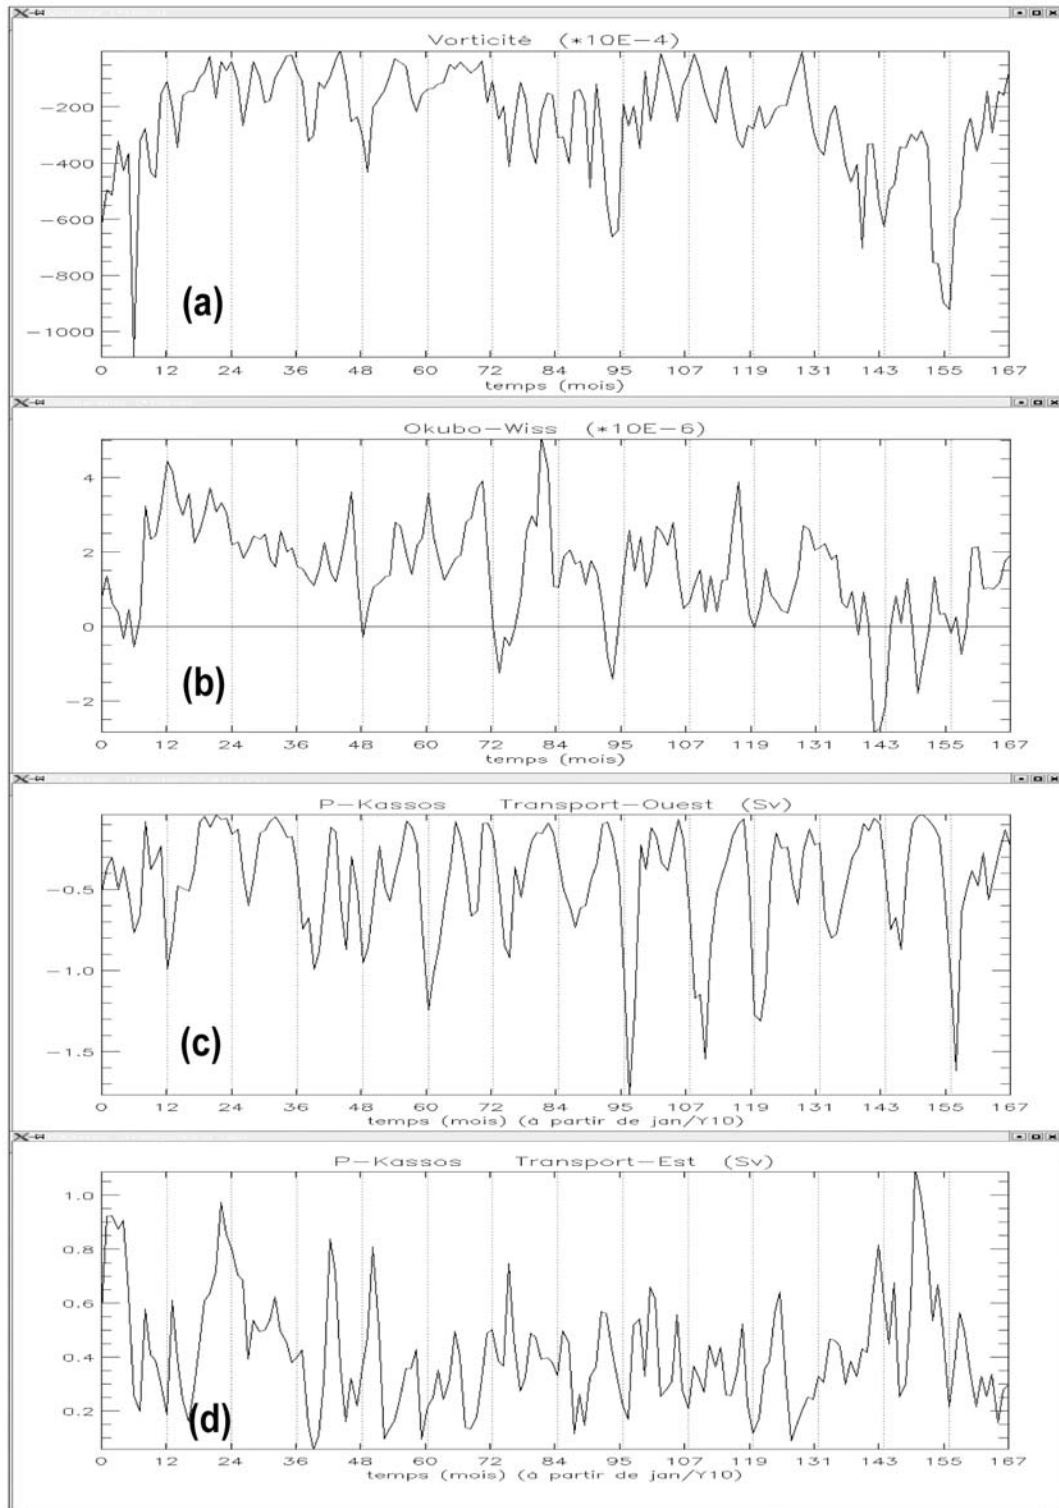 Vorticité (*10E-4)
-200
-400
-600
-800
-1000
(a)
0 12 24 36 48 60 72 84 95 107 119 131 143 155 167
temps (mois)
Okubo-Wiss (*10E-6)
4
2
0
-2
(b)
0 12 24 36 48 60 72 84 95 107 119 131 143 155 167
temps (mois)
P-Kassos Transport-Ouest (Sv)
-0.5
-1.0
-1.5
(c)
0 12 24 36 48 60 72 84 95 107 119 131 143 155 167
temps (mois) (à partir de jan/Y10)
P-Kassos Transport-Est (Sv)
1.0
0.8
0.6
0.4
0.2
(d)
0 12 24 36 48 60 72 84 95 107 119 131 143 155 167
temps (mois) (à partir de jan/Y10)